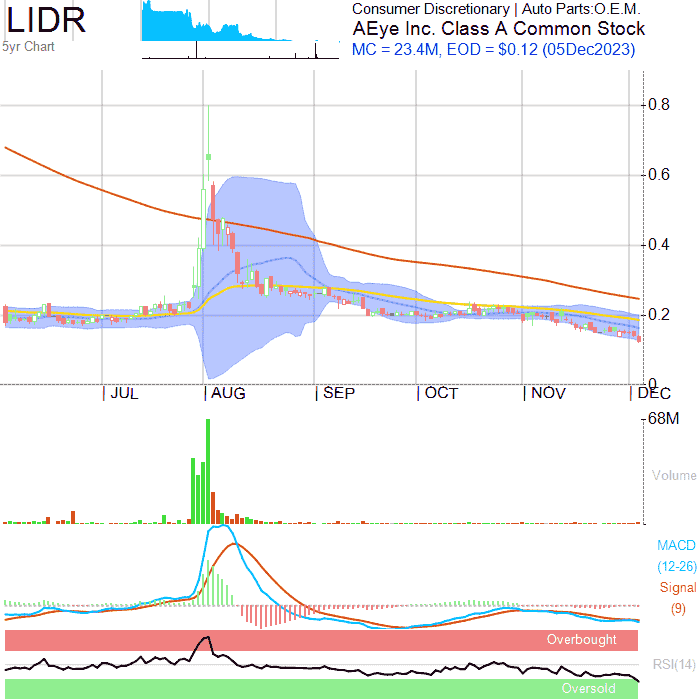 LIDR
5yr Chart
Consumer Discretionary | Auto Parts:O.E.M.
AEye Inc. Class A Common Stock
MC = 23.4M, EOD = $0.12 (05Dec2023)
0.8
0.6
0.4
0.2
0
JUL
AUG
SEP
OCT
NOV
DEC
68M
Volume
MACD
(12-26)
Signal
(9)
Overbought
RSI(14)
Oversold